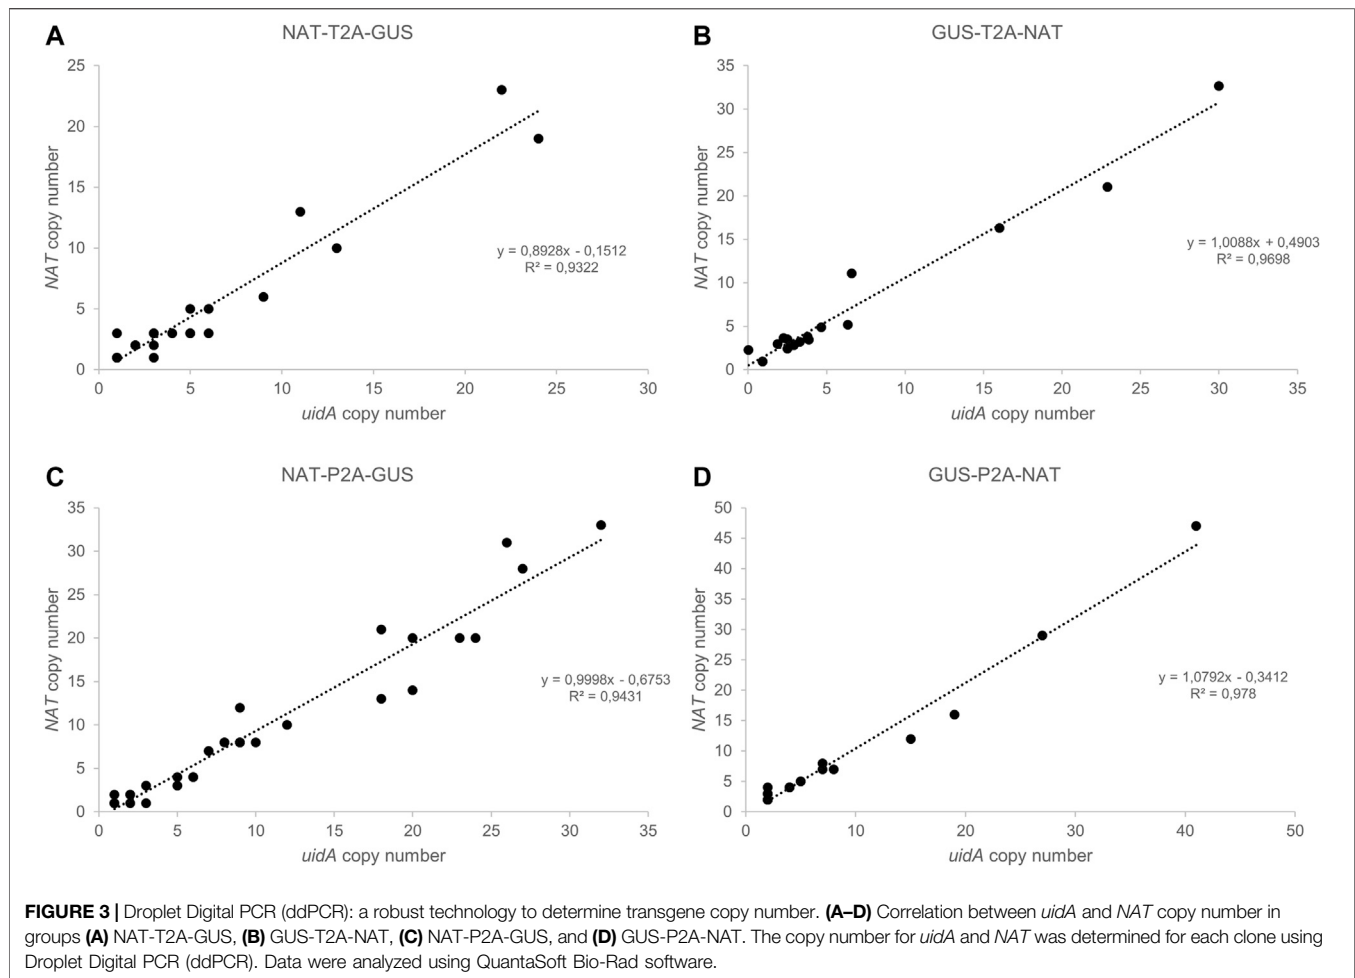 A
NAT-T2A-GUS
25
20
15
10
5
0
NAT copy number
y = 0,8928x - 0,1512
R² = 0,9322
0 5 10 15 20 25 30
uidA copy number
B
GUS-T2A-NAT
35
30
25
20
15
10
5
0
NAT copy number
y = 1,0088x + 0,4903
R² = 0,9698
0 5 10 15 20 25 30 35
uidA copy number
C
NAT-P2A-GUS
35
30
25
20
15
10
5
0
NAT copy number
y = 0,9998x - 0,6753
R² = 0,9431
0 5 10 15 20 25 30 35
uidA copy number
D
GUS-P2A-NAT
50
45
40
35
30
25
20
15
10
5
0
NAT copy number
y = 1,0792x - 0,3412
R² = 0,978
0 10 20 30 40 50
uidA copy number
FIGURE 3 | Droplet Digital PCR (ddPCR): a robust technology to determine transgene copy number. (A–D) Correlation between uidA and NAT copy number in
groups (A) NAT-T2A-GUS, (B) GUS-T2A-NAT, (C) NAT-P2A-GUS, and (D) GUS-P2A-NAT. The copy number for uidA and NAT was determined for each clone using
Droplet Digital PCR (ddPCR). Data were analyzed using QuantaSoft Bio-Rad software.